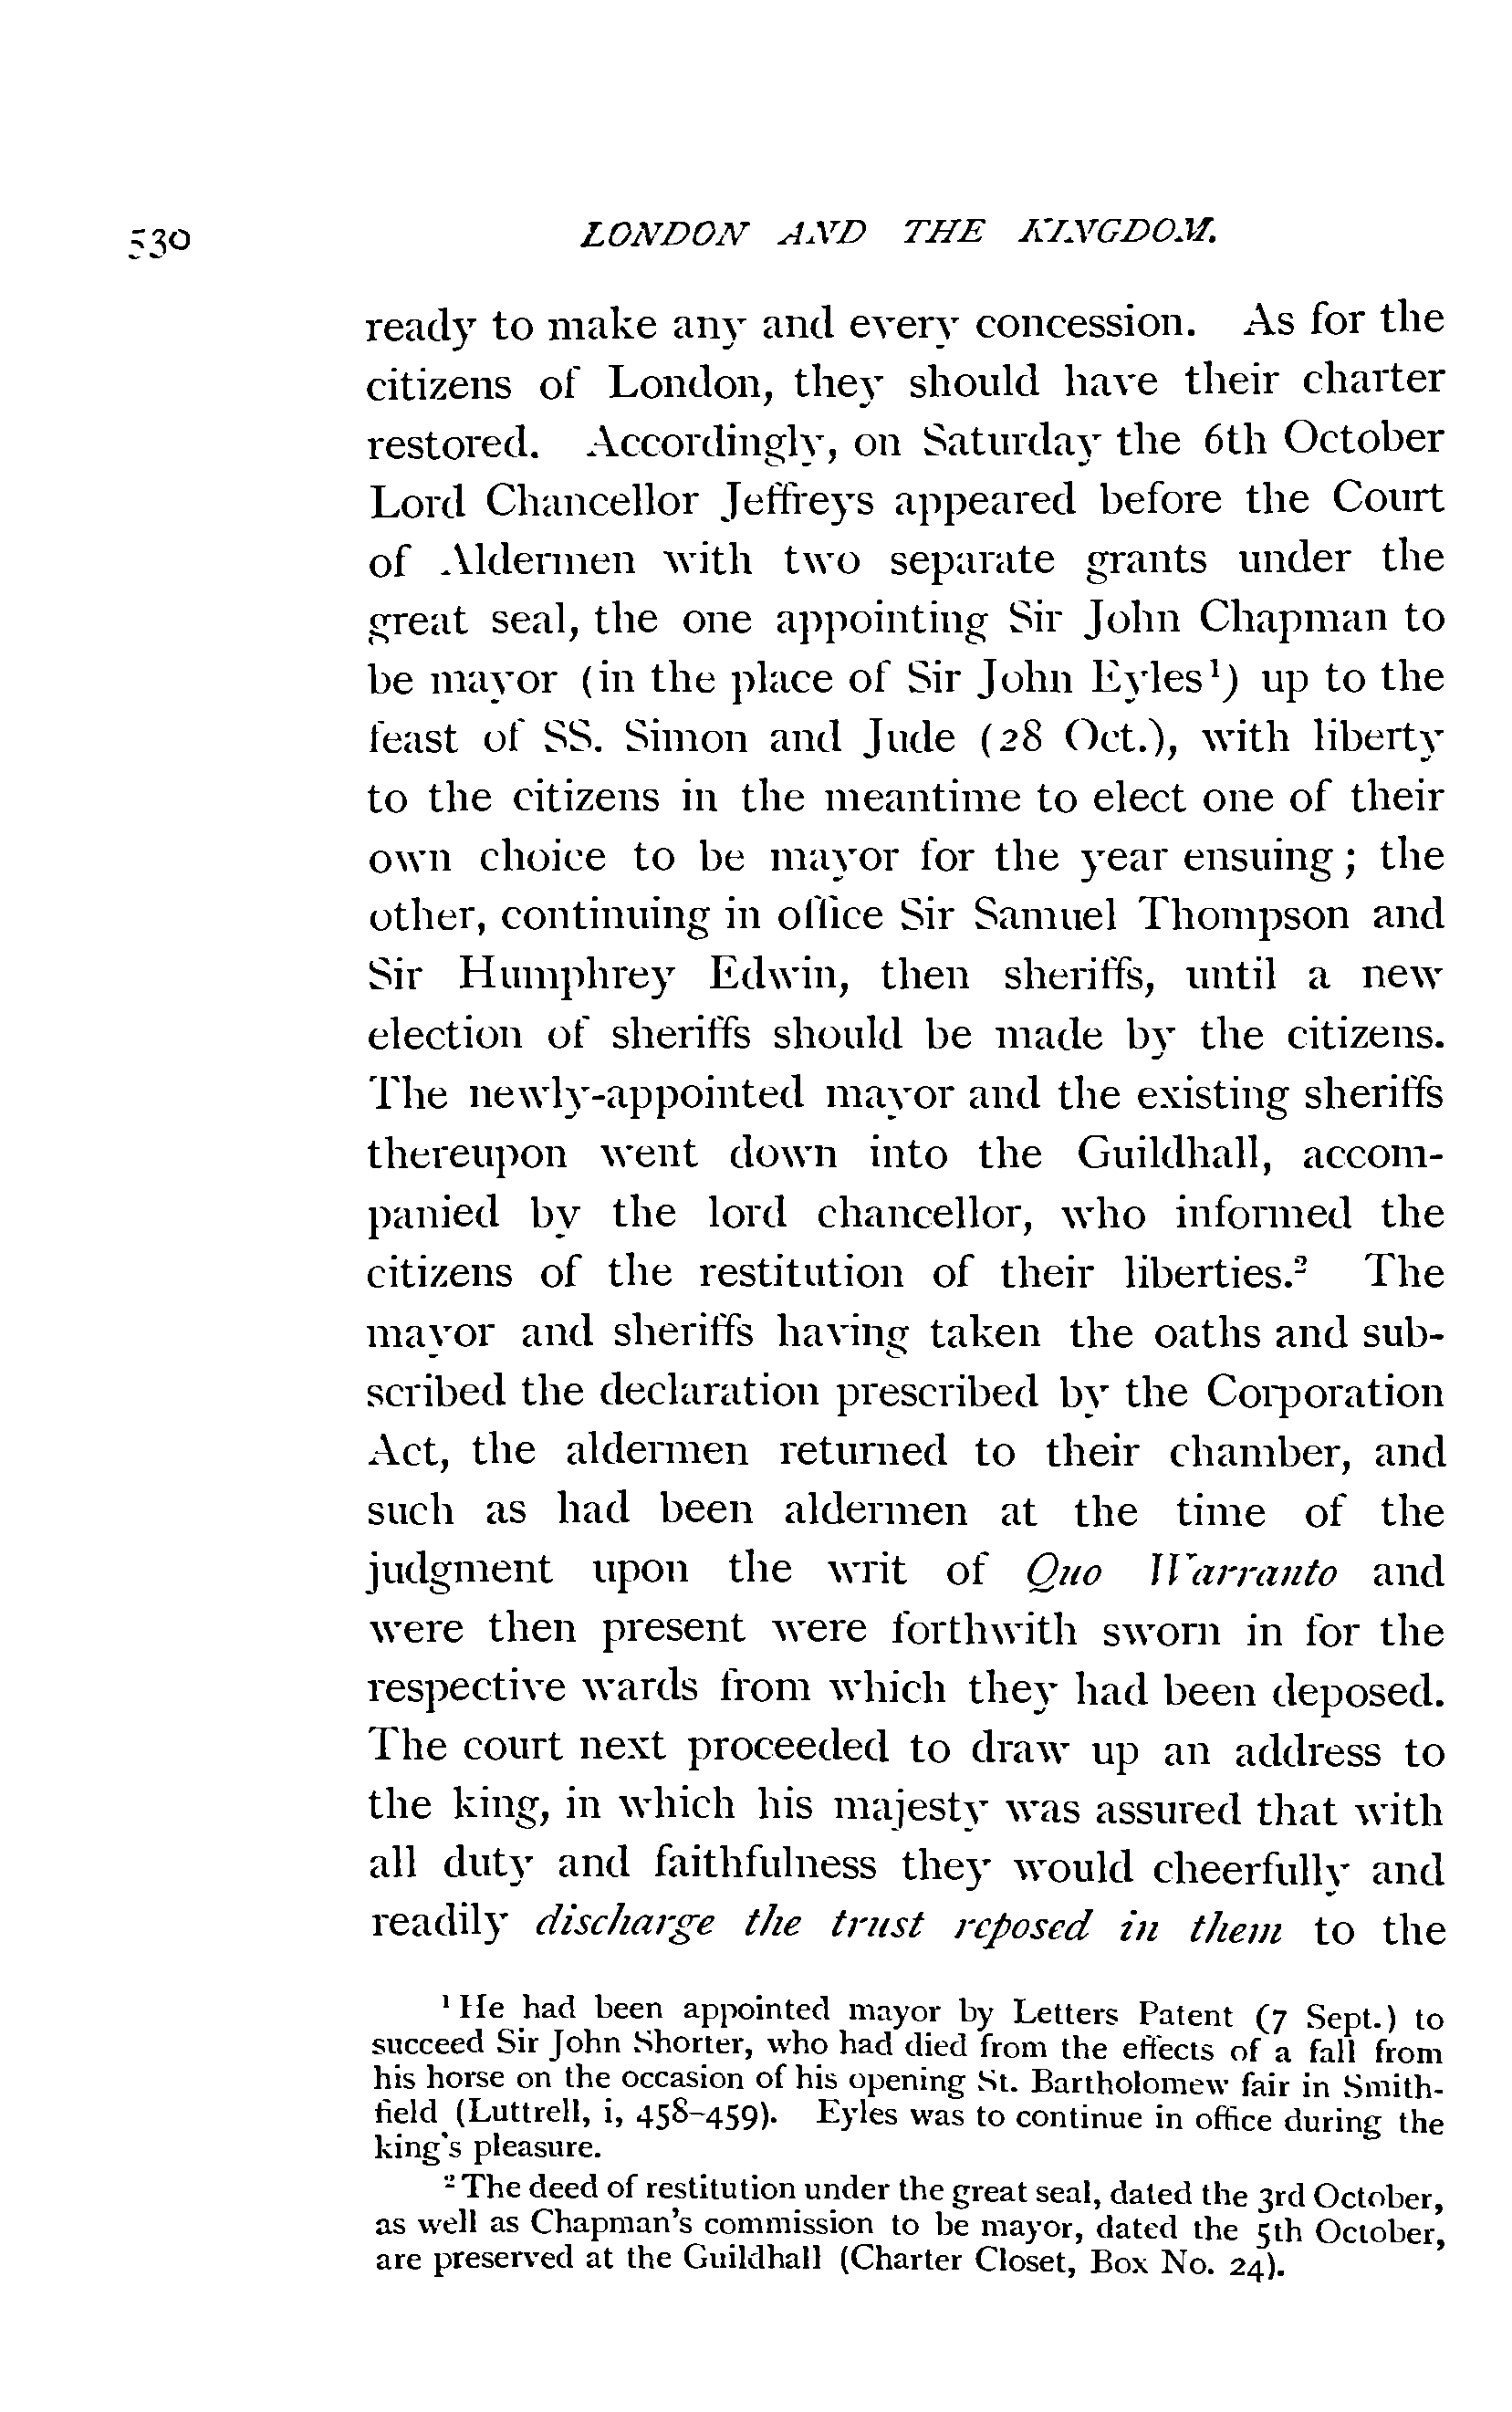 530 LONDON AND THE KINGDOM.
ready to make any and every concession. As for the
citizens of London, they should have their charter
restored. Accordingly, on Saturday the 6th October
Lord Chancellor Jeffreys appeared before the Court
of Aldermen with two separate grants under the
great seal, the one appointing Sir John Chapman to
be mayor (in the place of Sir John Eyles¹) up to the
feast of SS. Simon and Jude (28 Oct.), with liberty
to the citizens in the meantime to elect one of their
own choice to be mayor for the year ensuing; the
other, continuing in office Sir Samuel Thompson and
Sir Humphrey Edwin, then sheriffs, until a new
election of sheriffs should be made by the citizens.
The newly-appointed mayor and the existing sheriffs
thereupon went down into the Guildhall, accom-
panied by the lord chancellor, who informed the
citizens of the restitution of their liberties.² The
mayor and sheriffs having taken the oaths and sub-
scribed the declaration prescribed by the Corporation
Act, the aldermen returned to their chamber, and
such as had been aldermen at the time of the
judgment upon the writ of Quo Warranto and
were then present were forthwith sworn in for the
respective wards from which they had been deposed.
The court next proceeded to draw up an address to
the king, in which his majesty was assured that with
all duty and faithfulness they would cheerfully and
readily discharge the trust reposed in them to the
¹ He had been appointed mayor by Letters Patent (7 Sept.) to
succeed Sir John Shorter, who had died from the effects of a fall from
his horse on the occasion of his opening St. Bartholomew fair in Smith-
field (Luttrell, i, 458-459). Eyles was to continue in office during the
king's pleasure.
² The deed of restitution under the great seal, dated the 3rd October,
as well as Chapman's commission to be mayor, dated the 5th October,
are preserved at the Guildhall (Charter Closet, Box No. 24).